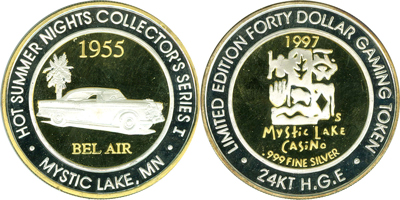 HOT SUMMER NIGHTS COLLECTOR'S SERIES I
1955
BEL AIR
• MYSTIC LAKE, MN •
LIMITED EDITION FORTY DOLLAR GAMING TOKEN
1997
Mystic Lake
Casino
.999 FINE SILVER
• 24KT H.G.E •